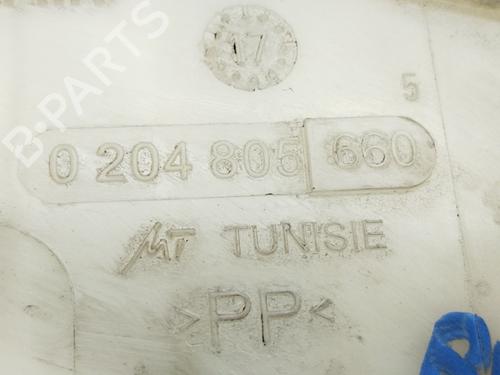 B-PARTS
17
5
0 204 805 660
MT TUNISIE
>PP<